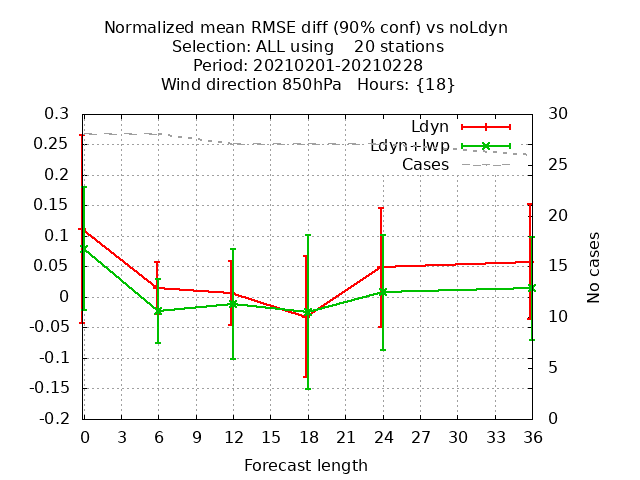 Normalized mean RMSE diff (90% conf) vs noLdyn
Selection: ALL using    20 stations
Period: 20210201-20210228
Wind direction 850hPa   Hours: {18}
0.3
0.25
0.2
0.15
0.1
0.05
0
-0.05
-0.1
-0.15
-0.2
Ldyn
Ldyn+lwp
Cases
30
25
20
15
10
5
0
No cases
0 3 6 9 12 15 18 21 24 27 30 33 36
Forecast length